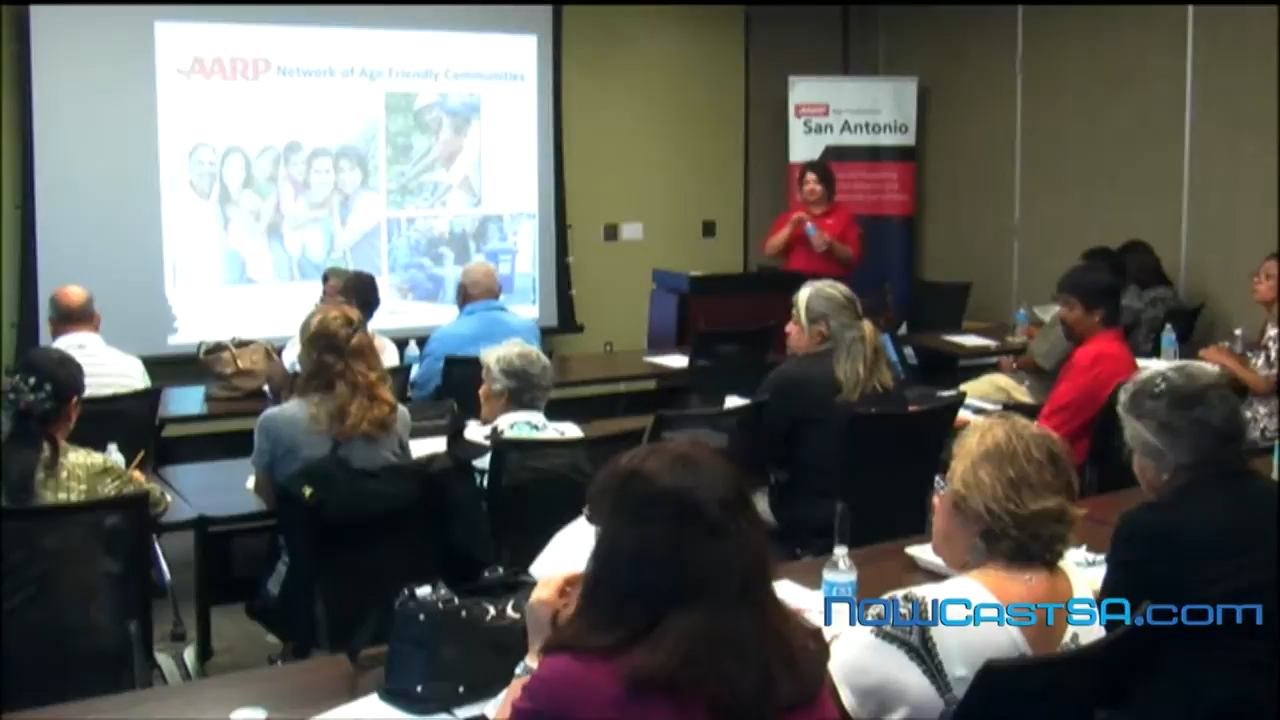 AARP Network of Age Friendly Communities
AARP
San Antonio
NOWCASTSA.com